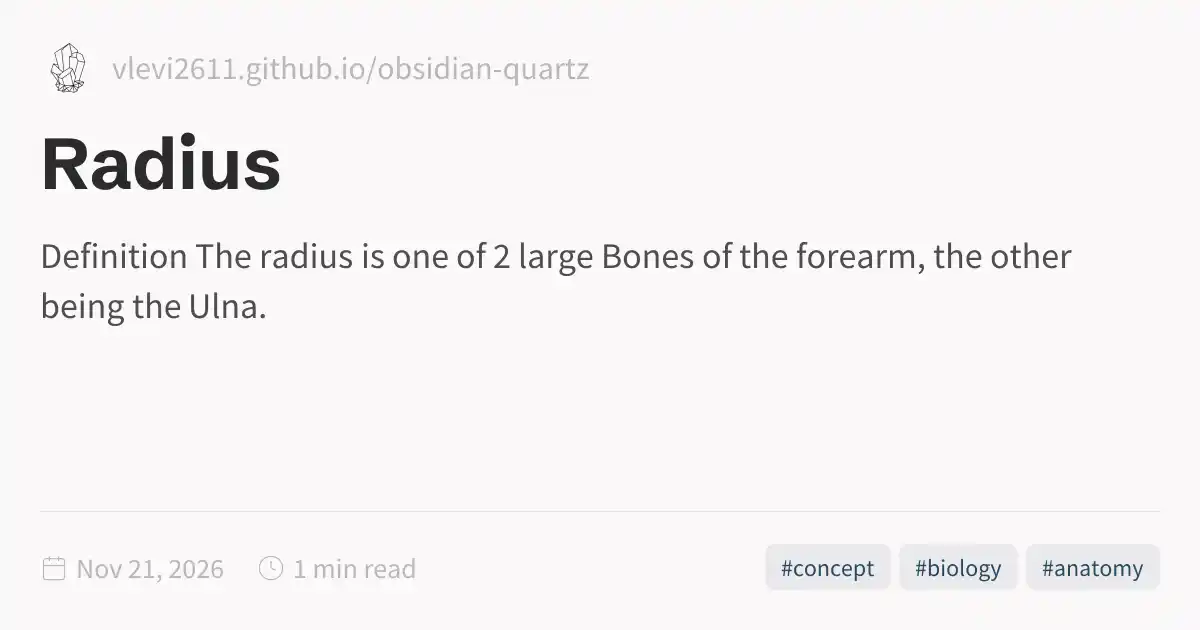 vlevi2611.github.io/obsidian-quartz
Radius
Definition The radius is one of 2 large Bones of the forearm, the other
being the Ulna.
Nov 21, 2026 1 min read #concept #biology #anatomy